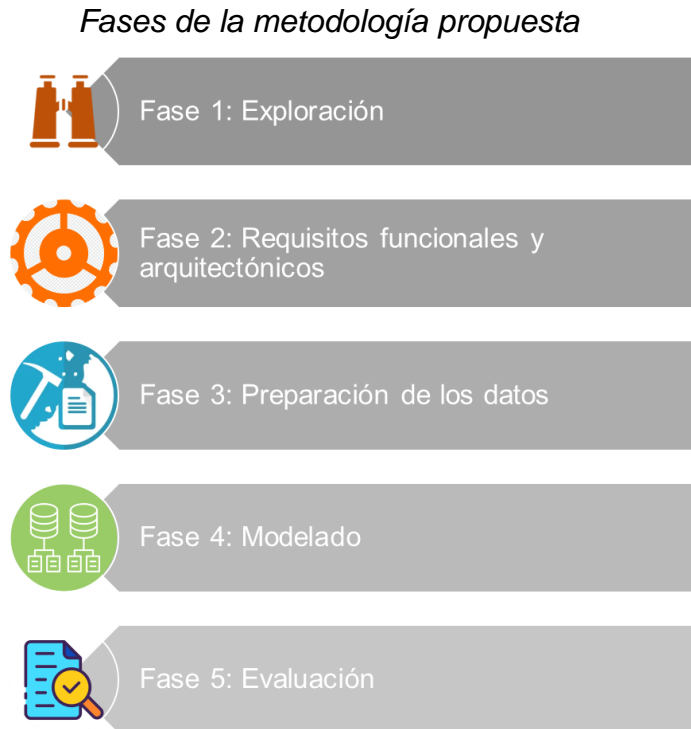 Fases de la metodología propuesta
Fase 1: Exploración
Fase 2: Requisitos funcionales y
arquitectónicos
Fase 3: Preparación de los datos
Fase 4: Modelado
Fase 5: Evaluación